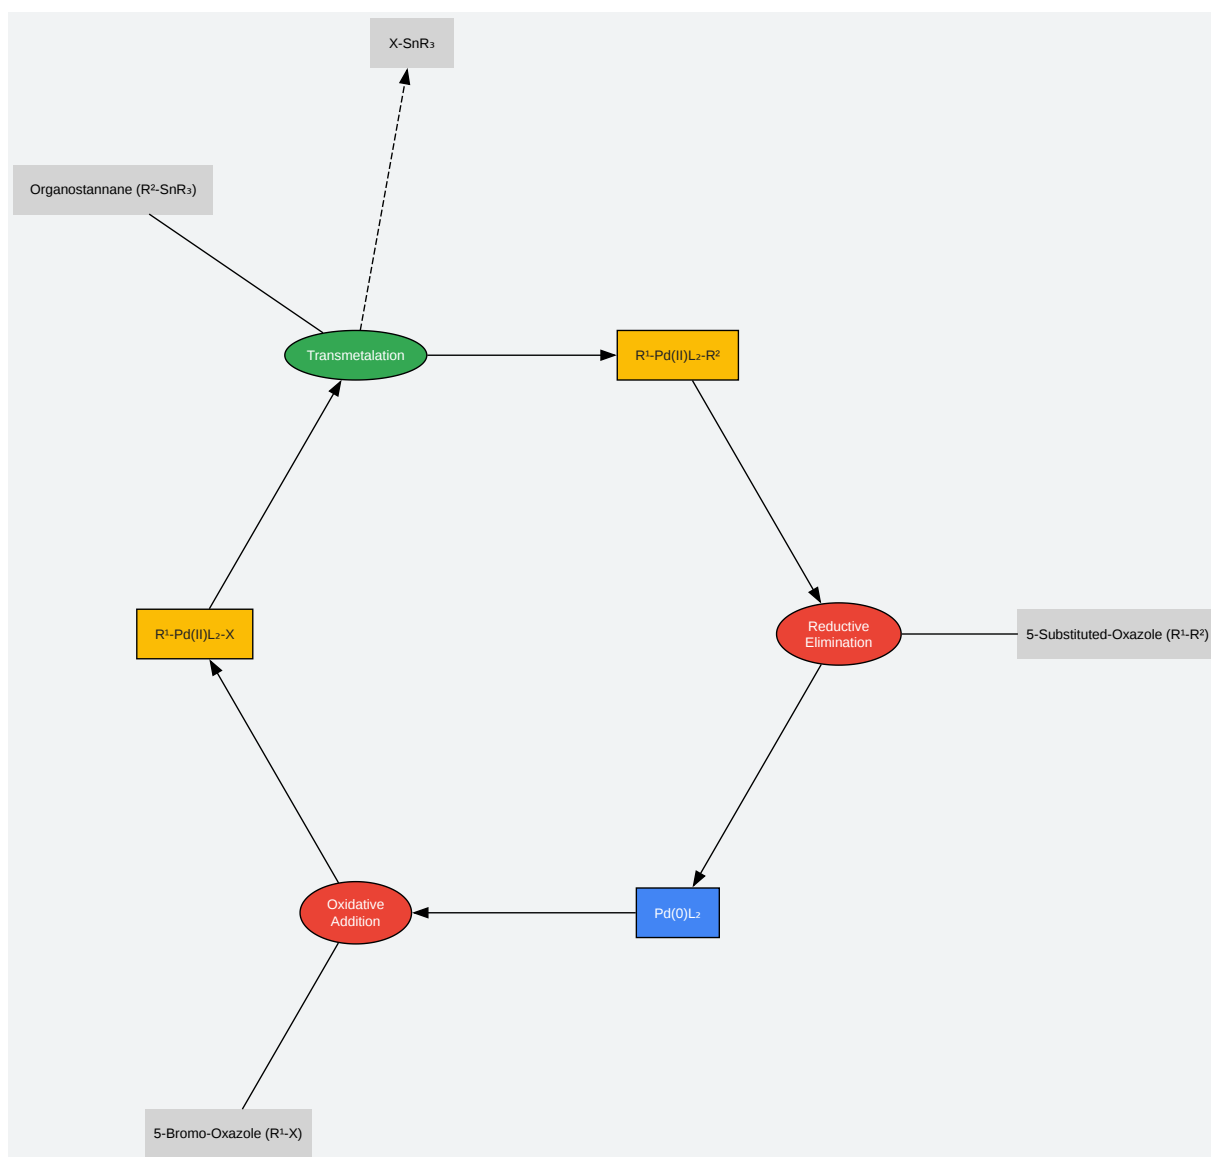 X-SnR₃
Organostannane (R²-SnR₃)
Transmetalation
R¹-Pd(II)L₂-R²
R¹-Pd(II)L₂-X
Reductive
Elimination
5-Substituted-Oxazole (R¹-R²)
Oxidative
Addition
Pd(0)L₂
5-Bromo-Oxazole (R¹-X)